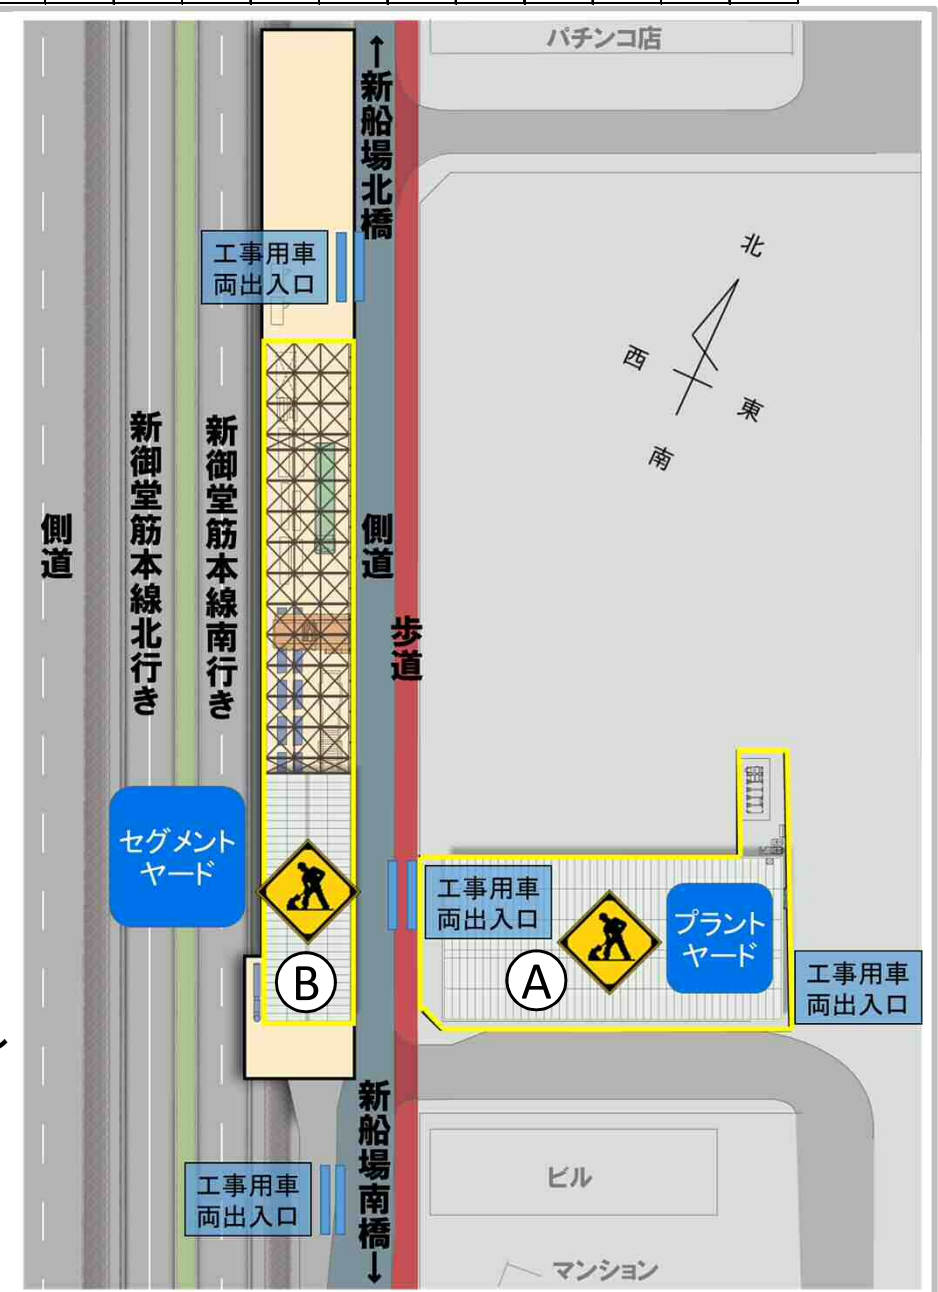 パチンコ店
↑新船場北橋
工事用車
両出入口
北
西
東
南
側道
新御堂筋本線北行き
新御堂筋本線南行き
側道
歩道
セグメント
ヤード
工事用車
両出入口
プラント
ヤード
B
A
工事用車
両出入口
新船場南橋↓
工事用車
両出入口
ビル
マンション